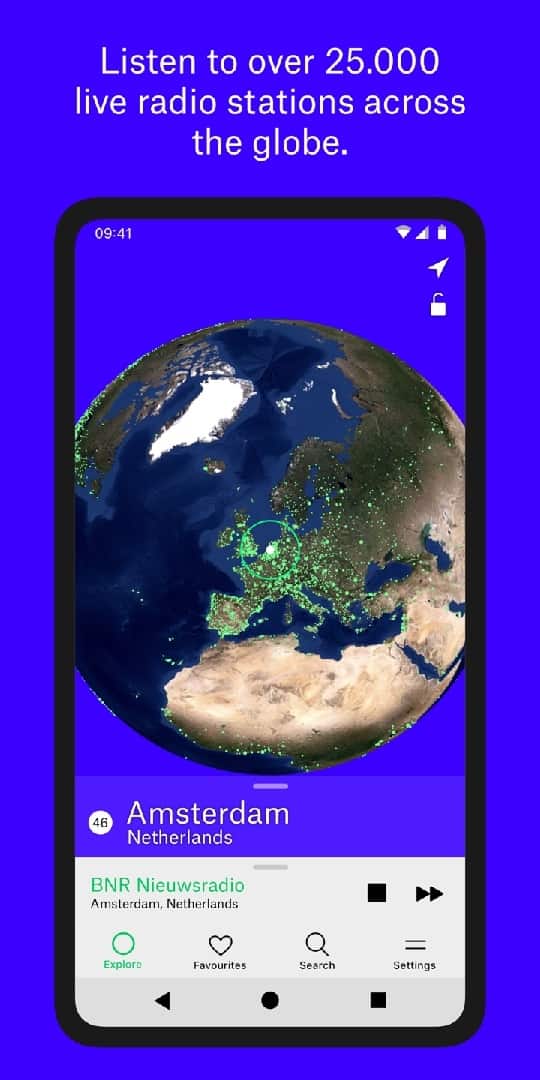 Listen to over 25.000
live radio stations across
the globe.
09:41
46
Amsterdam
Netherlands
BNR Nieuwsradio
Amsterdam, Netherlands
Explore
Favourites
Search
Settings